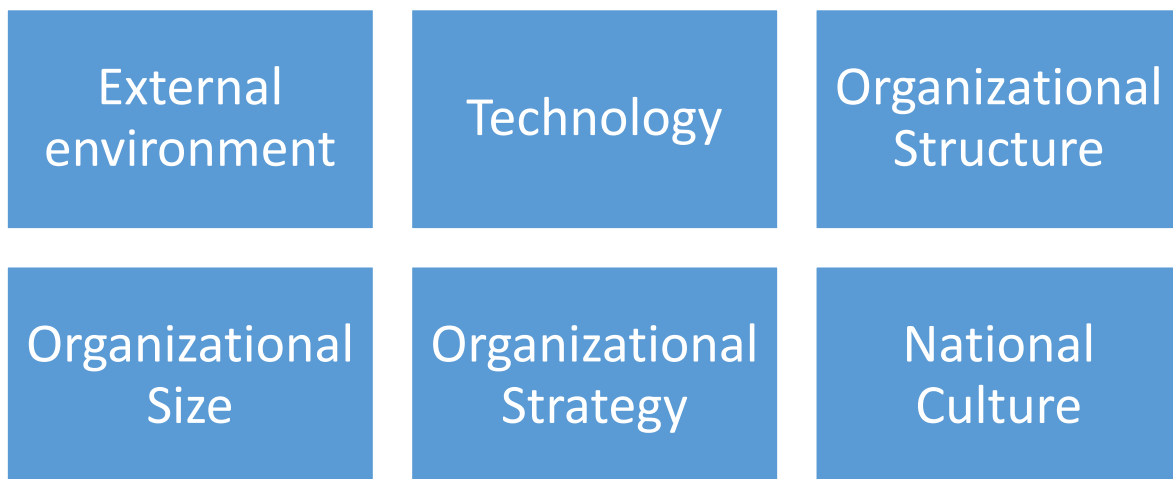 External
environment
Technology
Organizational
Structure
Organizational
Size
Organizational
Strategy
National
Culture